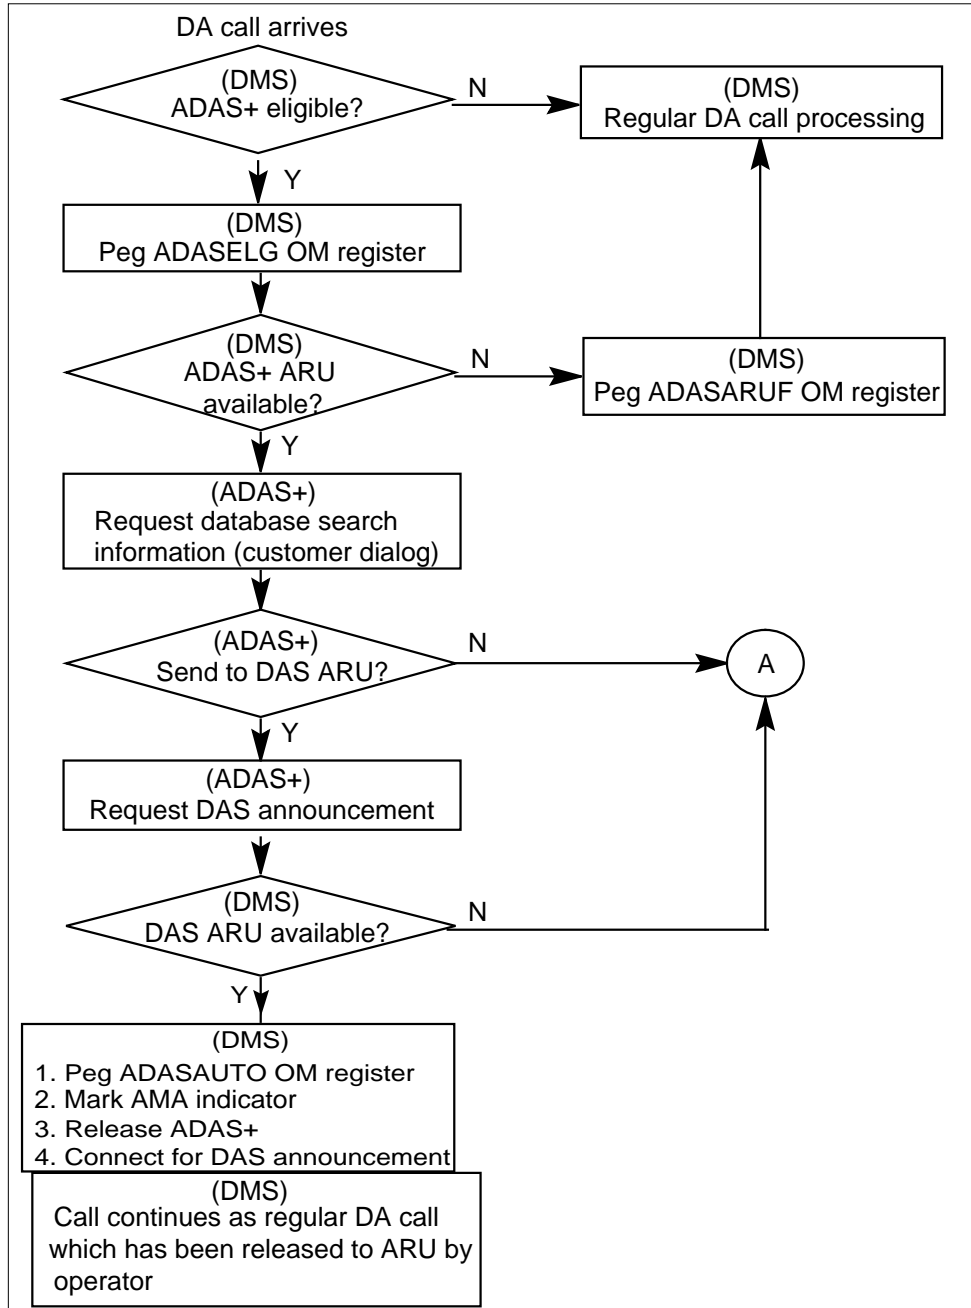 DA call arrives
(DMS)
ADAS+ eligible?
N
(DMS)
Regular DA call processing
Y
(DMS)
Peg ADASELG OM register
(DMS)
ADAS+ ARU
available?
N
(DMS)
Peg ADASARUF OM register
Y
(ADAS+)
Request database search
information (customer dialog)
(ADAS+)
Send to DAS ARU?
N
A
Y
(ADAS+)
Request DAS announcement
(DMS)
DAS ARU available?
N
Y
(DMS)
1. Peg ADASAUTO OM register
2. Mark AMA indicator
3. Release ADAS+
4. Connect for DAS announcement
(DMS)
Call continues as regular DA call
which has been released to ARU by
operator